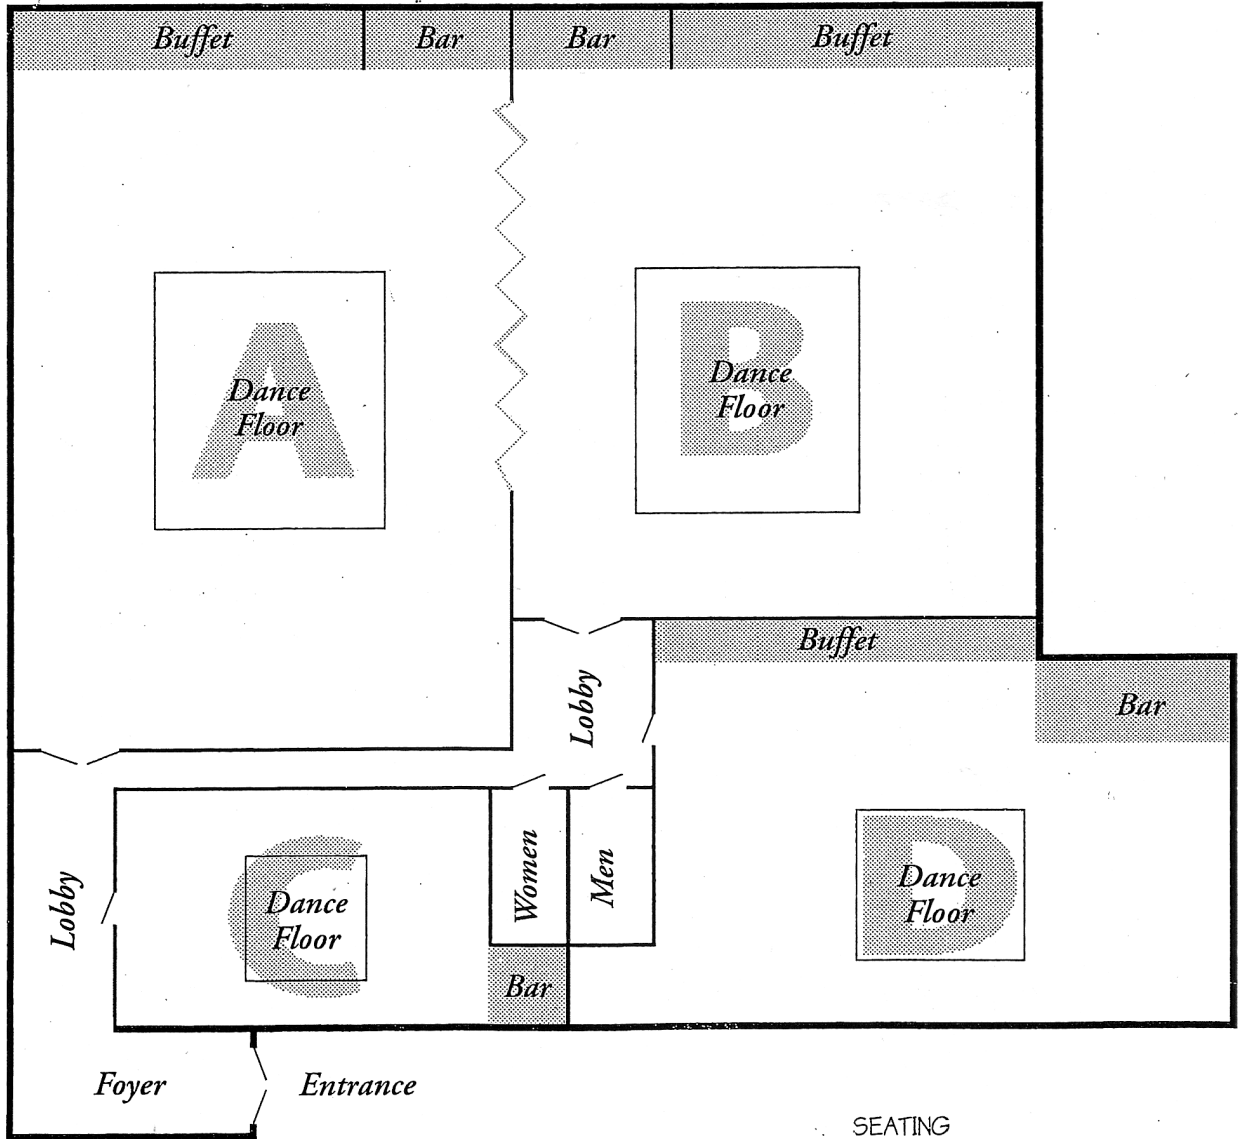 Buffet
Bar
Bar
Buffet
A
Dance
Floor
B
Dance
Floor
Buffet
Lobby
Bar
C
Dance
Floor
Women
Men
D
Dance
Floor
Lobby
Bar
Foyer
Entrance
SEATING